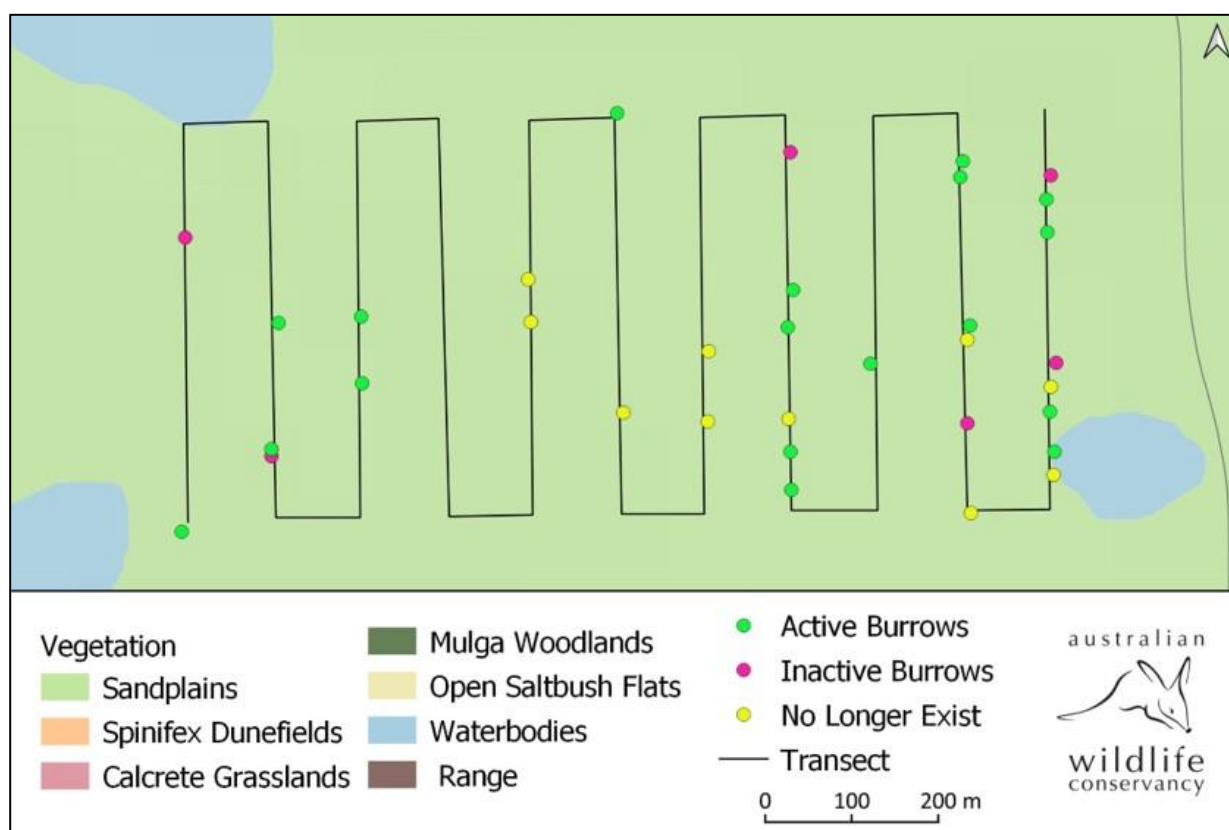 Vegetation
Sandplains
Spinifex Dunefields
Calcrete Grasslands
Mulga Woodlands
Open Saltbush Flats
Waterbodies
Range
Active Burrows
Inactive Burrows
No Longer Exist
Transect
0 100 200 m
australian
wildlife
conservancy